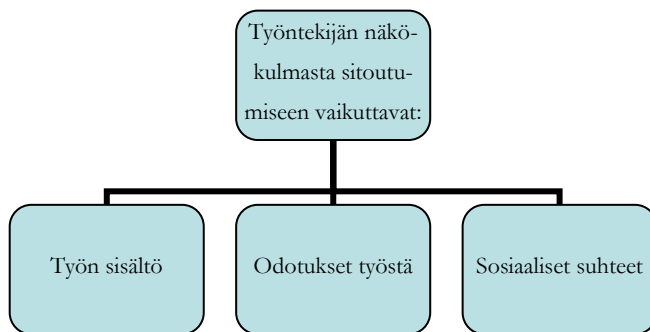 Työntekijän näkö-
kulmasta sitoutu-
miseen vaikuttavat:
Työn sisältö
Odotukset työstä
Sosiaaliset suhteet